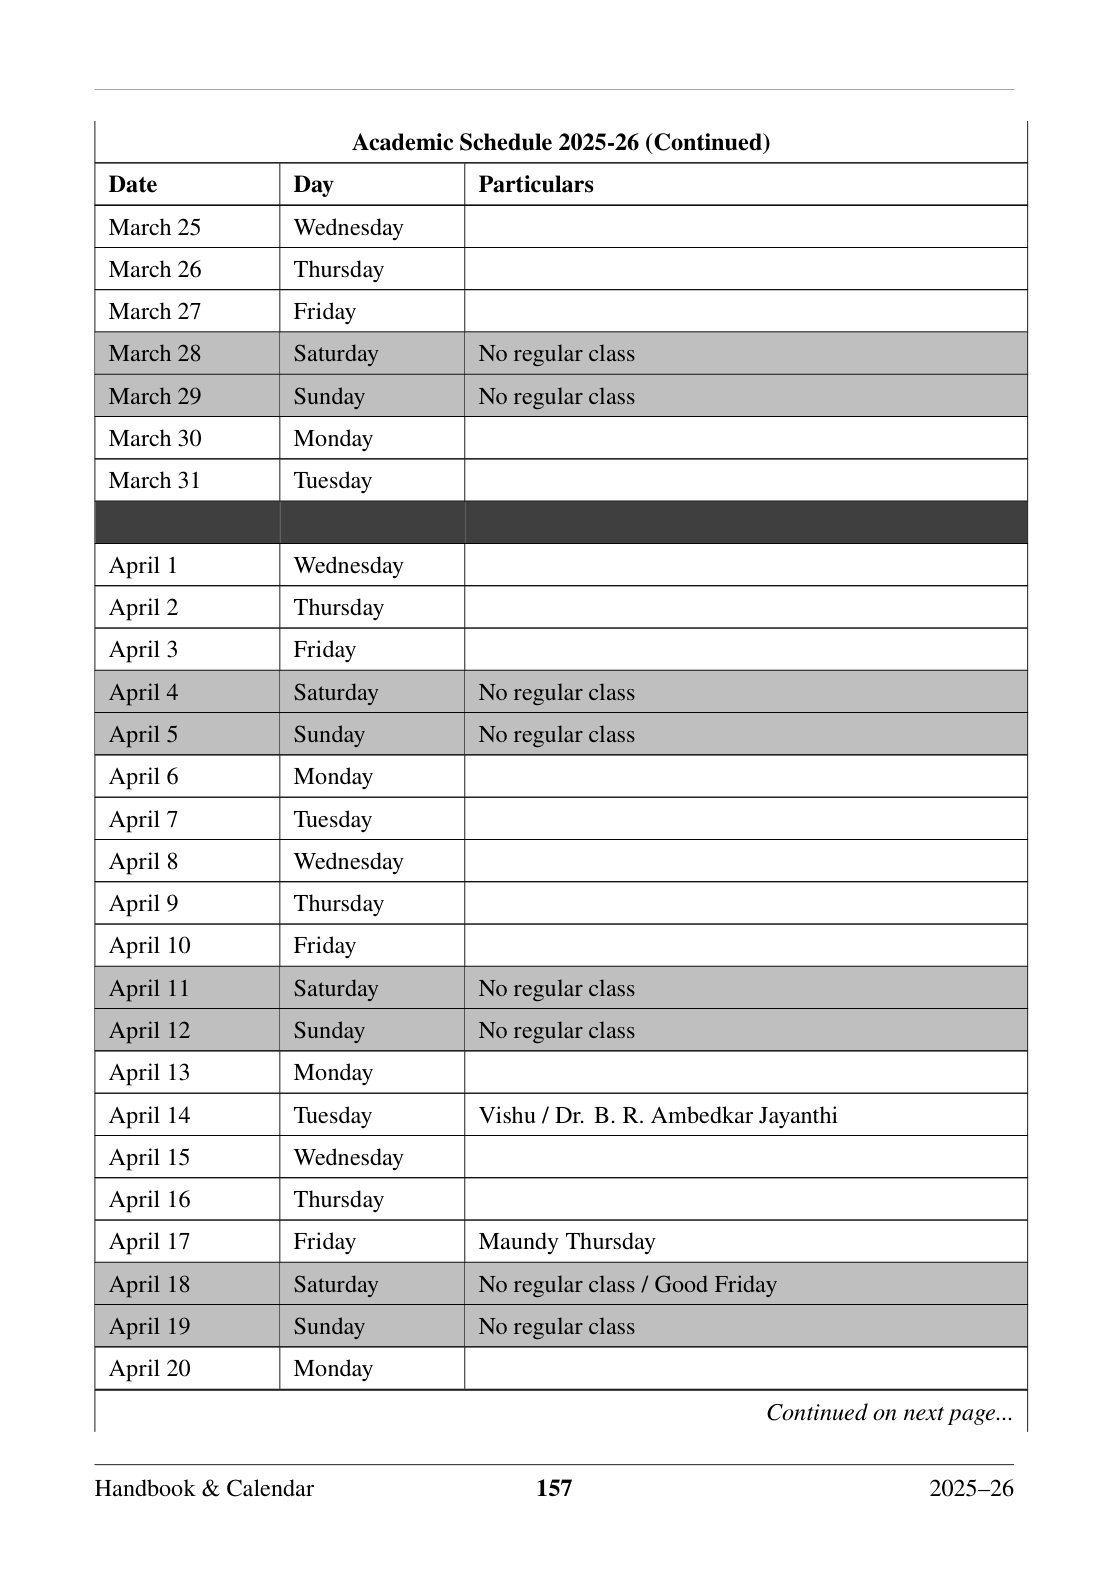 Academic Schedule 2025-26 (Continued)
Date Day Particulars
March 25 Wednesday
March 26 Thursday
March 27 Friday
March 28 Saturday No regular class
March 29 Sunday No regular class
March 30 Monday
March 31 Tuesday
April 1 Wednesday
April 2 Thursday
April 3 Friday
April 4 Saturday No regular class
April 5 Sunday No regular class
April 6 Monday
April 7 Tuesday
April 8 Wednesday
April 9 Thursday
April 10 Friday
April 11 Saturday No regular class
April 12 Sunday No regular class
April 13 Monday
April 14 Tuesday Vishu / Dr. B. R. Ambedkar Jayanthi
April 15 Wednesday
April 16 Thursday
April 17 Friday Maundy Thursday
April 18 Saturday No regular class / Good Friday
April 19 Sunday No regular class
April 20 Monday
Continued on next page...
Handbook & Calendar 157 2025–26